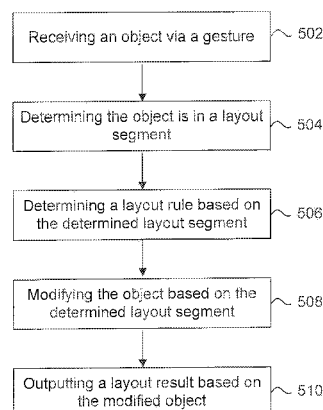 Receiving an object via a gesture
502
Determining the object is in a layout
segment
504
Determining a layout rule based on
the determined layout segment
506
Modifying the object based on the
determined layout segment
508
Outputting a layout result based on
the modified object
510